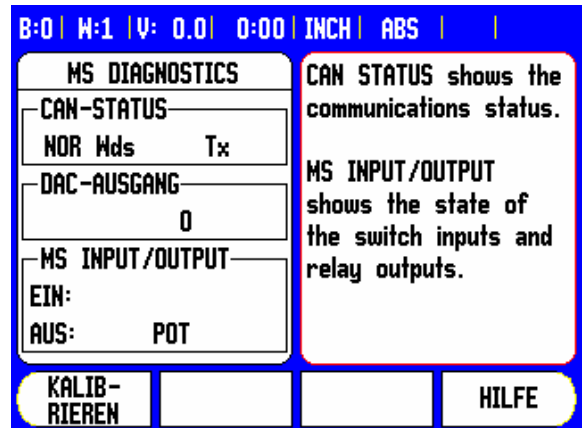 B:0| W:1 |V: 0.0| 0:00| INCH| ABS | |
MS DIAGNOSTICS
CAN-STATUS
NOR Wds Tx
DAC-AUSGANG
0
MS INPUT/OUTPUT
EIN:
AUS: POT
CAN STATUS shows the
communications status.
MS INPUT/OUTPUT
shows the state of
the switch inputs and
relay outputs.
KALIB-
RIEREN
HILFE